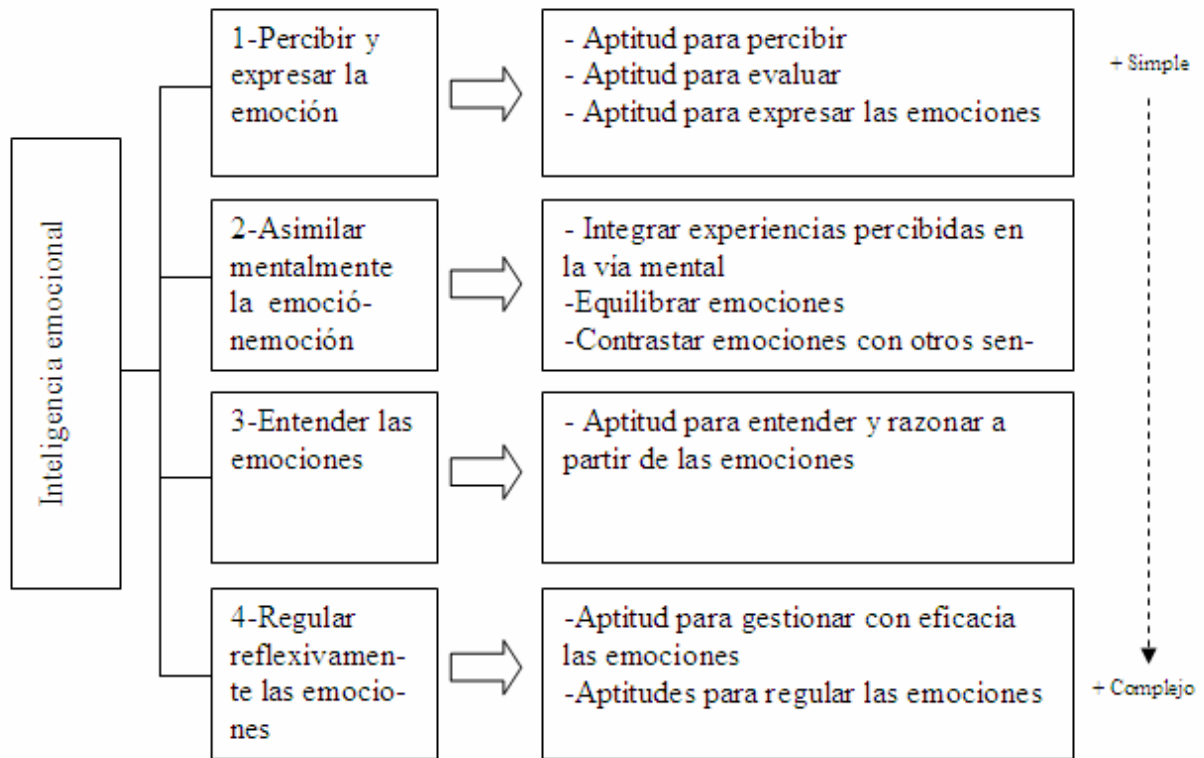 Inteligencia emocional
1-Percibir y
expresar la
emoción
- Aptitud para percibir
- Aptitud para evaluar
- Aptitud para expresar las emociones
+ Simple
2-Asimilar
mentalmente
la emoció-
nemoción
- Integrar experiencias percibidas en
la vía mental
-Equilibrar emociones
-Contrastar emociones con otros sen-
3-Entender las
emociones
- Aptitud para entender y razonar a
partir de las emociones
4-Regular
reflexivamen-
te las emocio-
nes
-Aptitud para gestionar con eficacia
las emociones
-Aptitudes para regular las emociones
+ Complejo